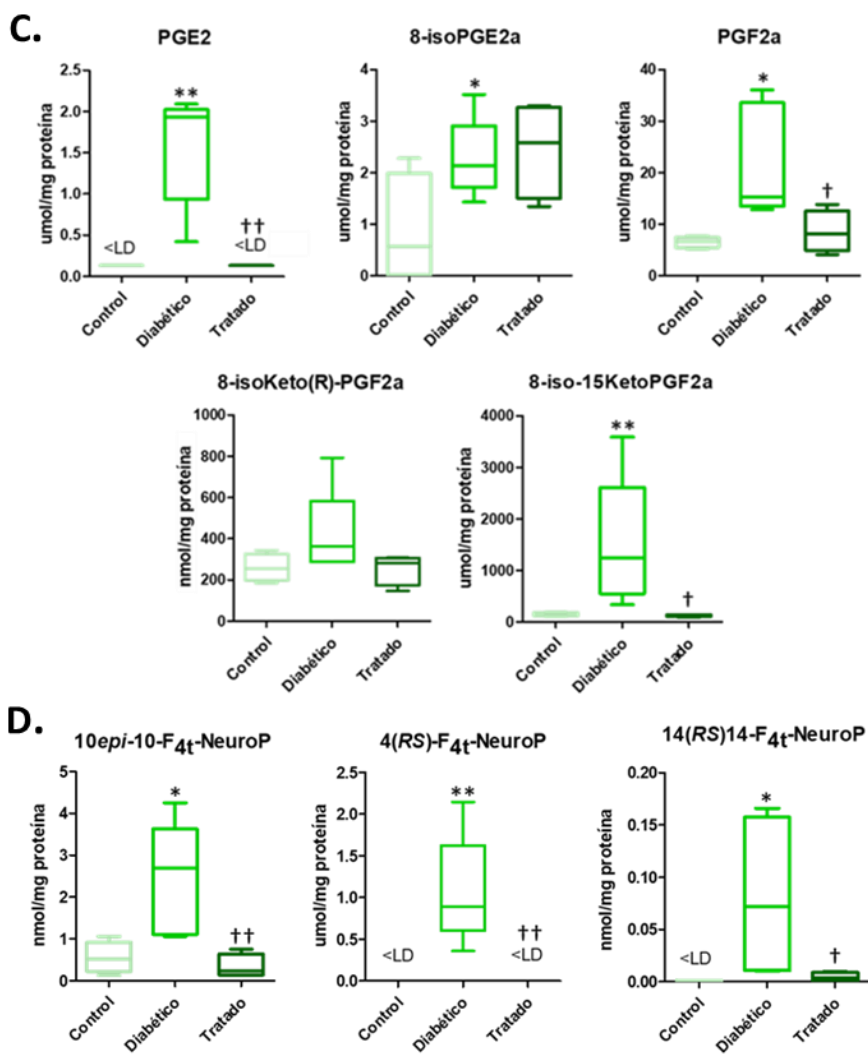 C.
PGE2
8-isoPGE2a
PGF2a
umol/mg proteína
2.5
2.0
1.5
1.0
0.5
0.0
**
<LD
††
<LD
Control
Diabético
Tratado
umol/mg proteína
4
3
2
1
0
*
Control
Diabético
Tratado
umol/mg proteína
40
30
20
10
0
*
†
Control
Diabético
Tratado
8-isoKeto(R)-PGF2a
8-iso-15KetoPGF2a
nmol/mg proteína
1000
800
600
400
200
0
Control
Diabético
Tratado
umol/mg proteína
4000
3000
2000
1000
0
**
†
Control
Diabético
Tratado
D.
10epi-10-F4t-NeuroP
4(RS)-F4t-NeuroP
14(RS)14-F4t-NeuroP
nmol/mg proteína
5
4
3
2
1
0
*
††
Control
Diabético
Tratado
umol/mg proteína
2.5
2.0
1.5
1.0
0.5
0.0
<LD
**
††
<LD
Control
Diabético
Tratado
nmol/mg proteína
0.20
0.15
0.10
0.05
0.00
<LD
*
†
Control
Diabético
Tratado